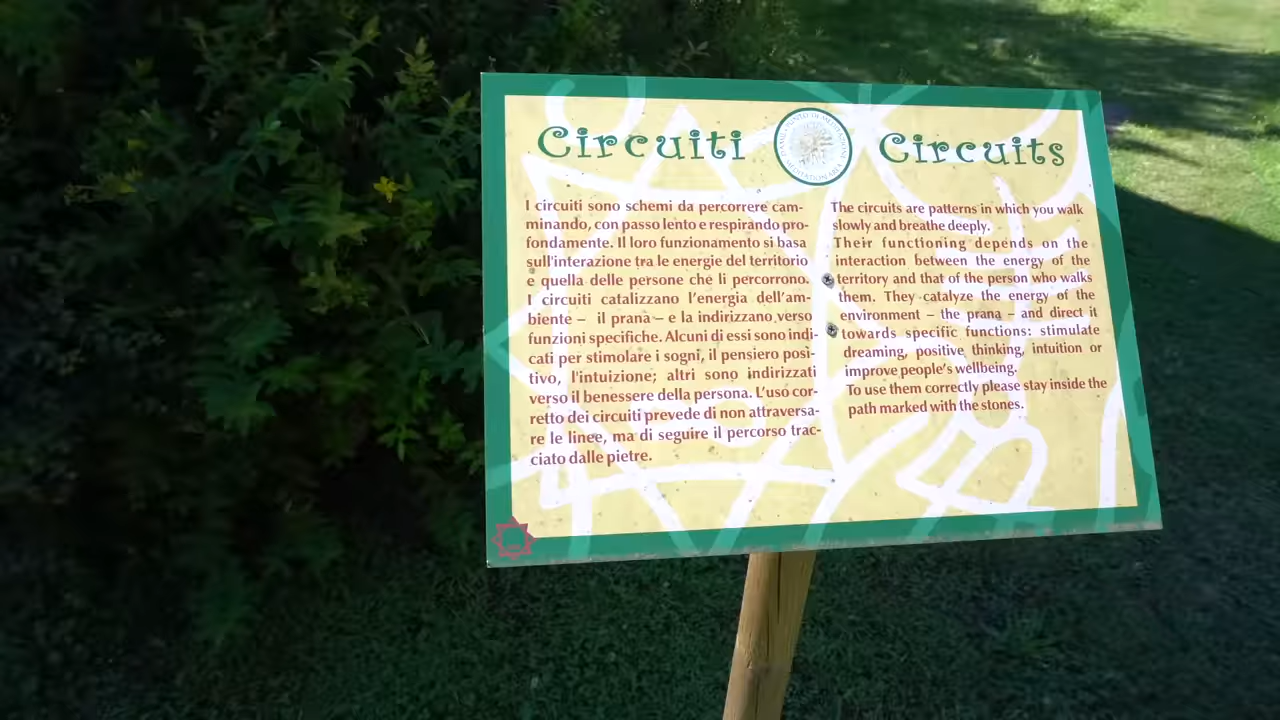 Circuiti
I circuiti sono schemi da percorrere cam-
minando, con passo lento e respirando pro-
fondamente. Il loro funzionamento si basa
sull'interazione tra le energie del territorio
e quella delle persone che li percorrono.
I circuiti catalizzano l'energia dell'am-
biente – il prana – e la indirizzano verso
funzioni specifiche. Alcuni di essi sono indi-
cati per stimolare i sogni, il pensiero posi-
tivo, l'intuizione; altri sono indirizzati
verso il benessere della persona. L'uso cor-
retto dei circuiti prevede di non attraversa-
re le linee, ma di seguire il percorso trac-
ciato dalle pietre.
Circuits
The circuits are patterns in which you walk
slowly and breathe deeply.
Their functioning depends on the
interaction between the energy of the
territory and that of the person who walks
them. They catalyze the energy of the
environment – the prana – and direct it
towards specific functions: stimulate
dreaming, positive thinking, intuition or
improve people's wellbeing.
To use them correctly please stay inside the
path marked with the stones.